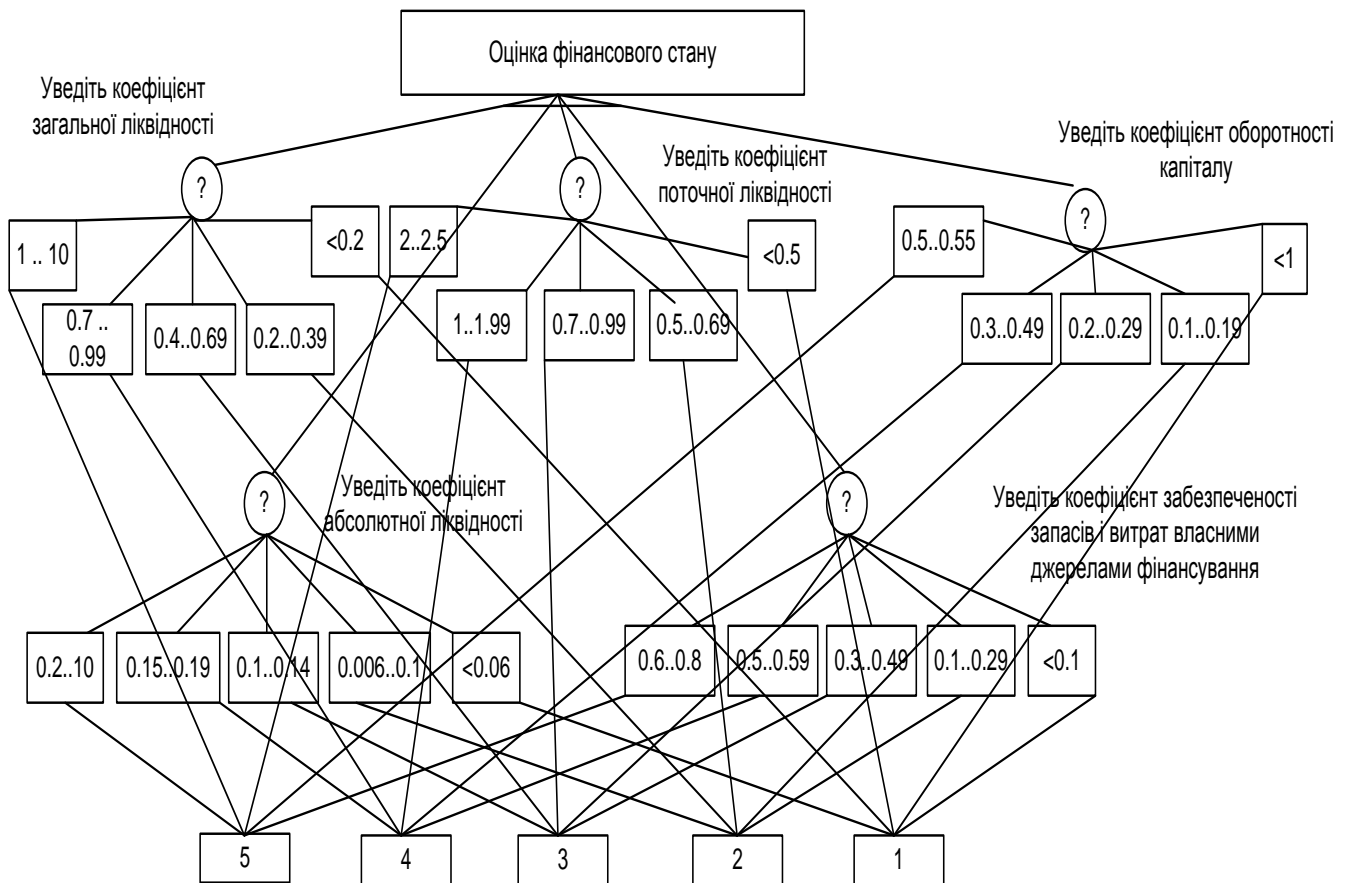 Оцінка фінансового стану
Уведіть коефіцієнт
загальної ліквідності
Уведіть коефіцієнт
поточної ліквідності
Уведіть коефіцієнт оборотності
капіталу
?
?
?
1 .. 10
<0.2
2..2.5
<0.5
0.5..0.55
<1
0.7 ..
0.99
0.4..0.69
0.2..0.39
1..1.99
0.7..0.99
0.5..0.69
0.3..0.49
0.2..0.29
0.1..0.19
?
Уведіть коефіцієнт
абсолютної ліквідності
?
Уведіть коефіцієнт забезпеченості
запасів і витрат власними
джерелами фінансування
0.2..10
0.15..0.19
0.1..0.14
0.006..0.1
<0.06
0.6..0.8
0.5..0.59
0.3..0.49
0.1..0.29
<0.1
5
4
3
2
1